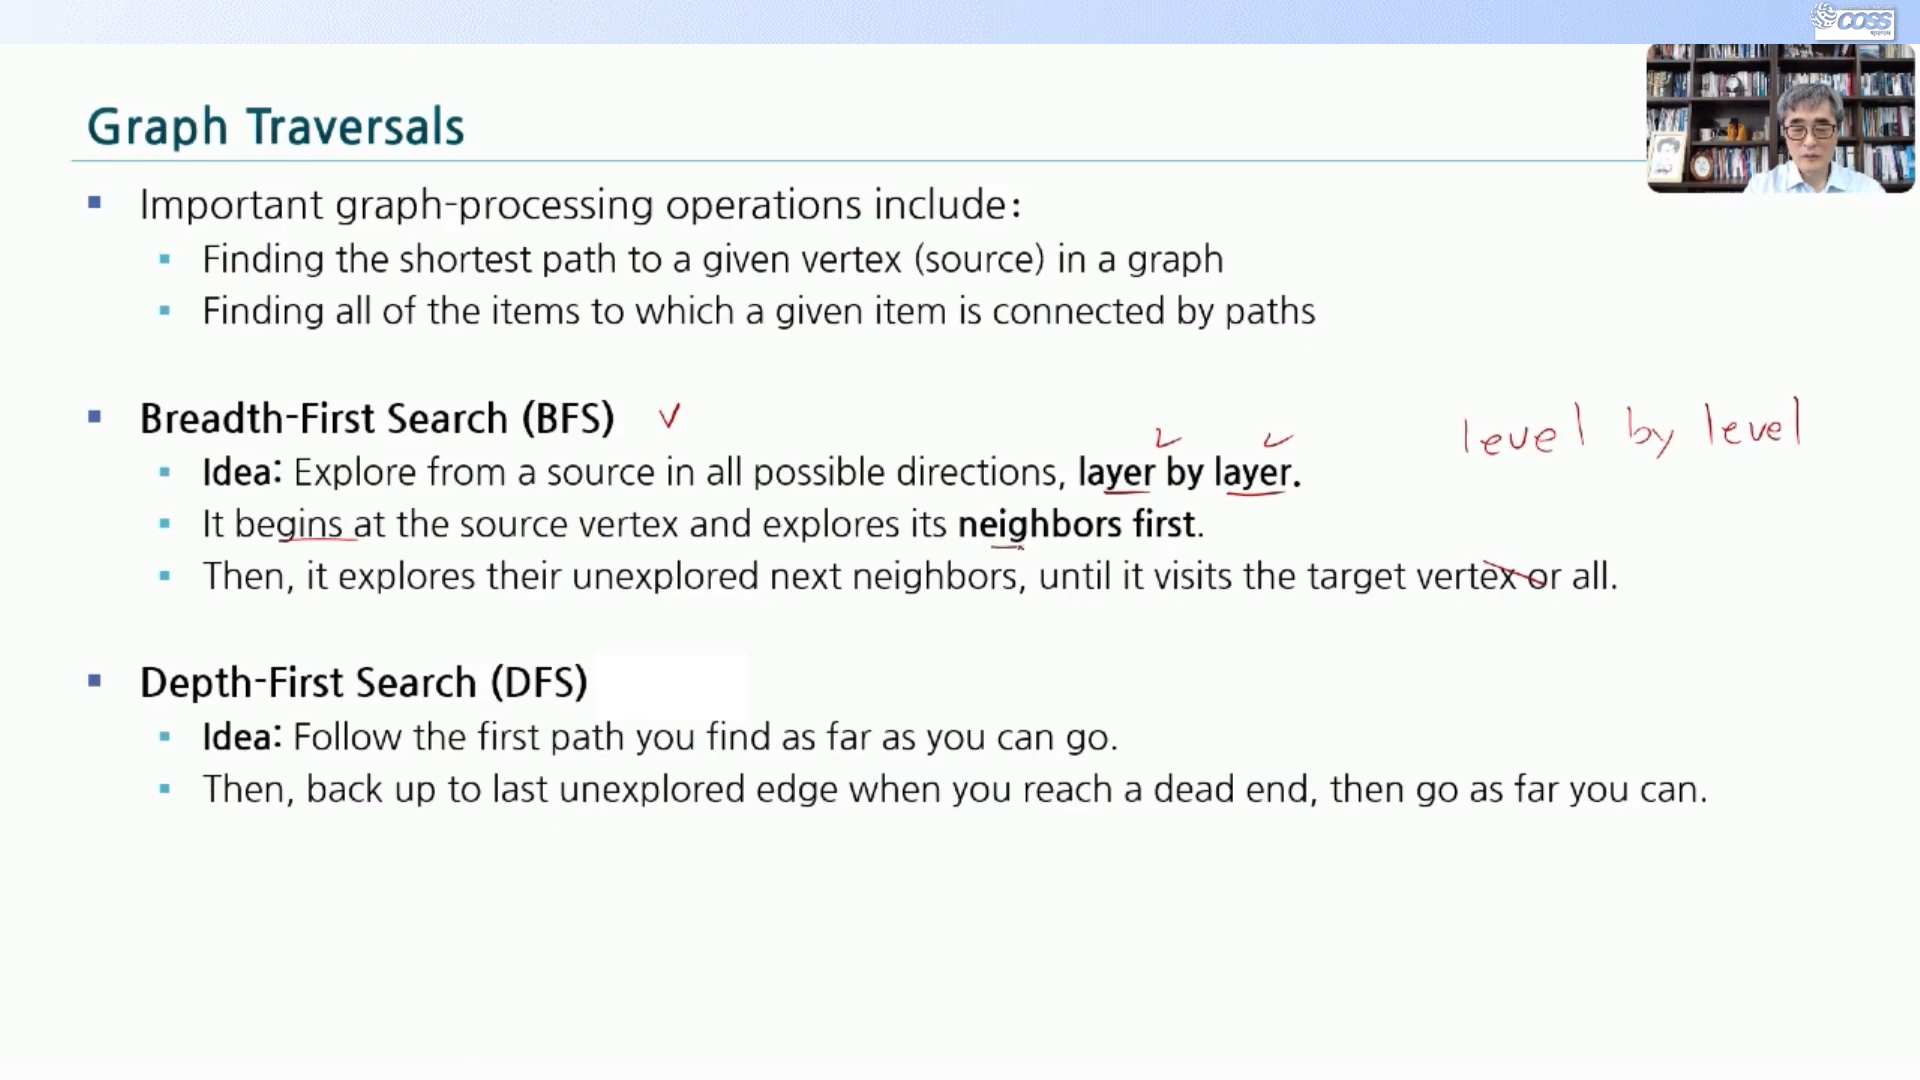 COSS
Graph Traversals
Important graph-processing operations include:
Finding the shortest path to a given vertex (source) in a graph
Finding all of the items to which a given item is connected by paths
Breadth-First Search (BFS)
level by level
Idea: Explore from a source in all possible directions, layer by layer.
It begins at the source vertex and explores its neighbors first.
Then, it explores their unexplored next neighbors, until it visits the target vertex or all.
Depth-First Search (DFS)
Idea: Follow the first path you find as far as you can go.
Then, back up to last unexplored edge when you reach a dead end, then go as far you can.